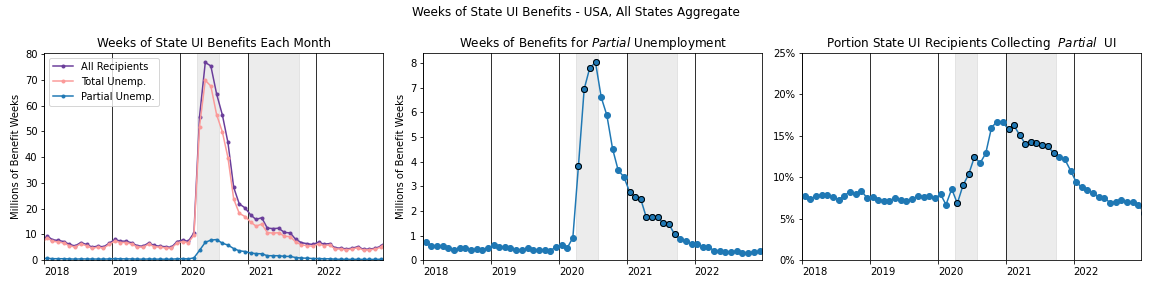 Weeks of State UI Benefits - USA, All States Aggregate
Weeks of State UI Benefits Each Month
Millions of Benefit Weeks
80
70
60
50
40
30
20
10
0
All Recipients
Total Unemp.
Partial Unemp.
2018 2019 2020 2021 2022
Weeks of Benefits for Partial Unemployment
Millions of Benefit Weeks
8
7
6
5
4
3
2
1
0
2018 2019 2020 2021 2022
Portion State UI Recipients Collecting Partial UI
25%
20%
15%
10%
5%
0%
2018 2019 2020 2021 2022